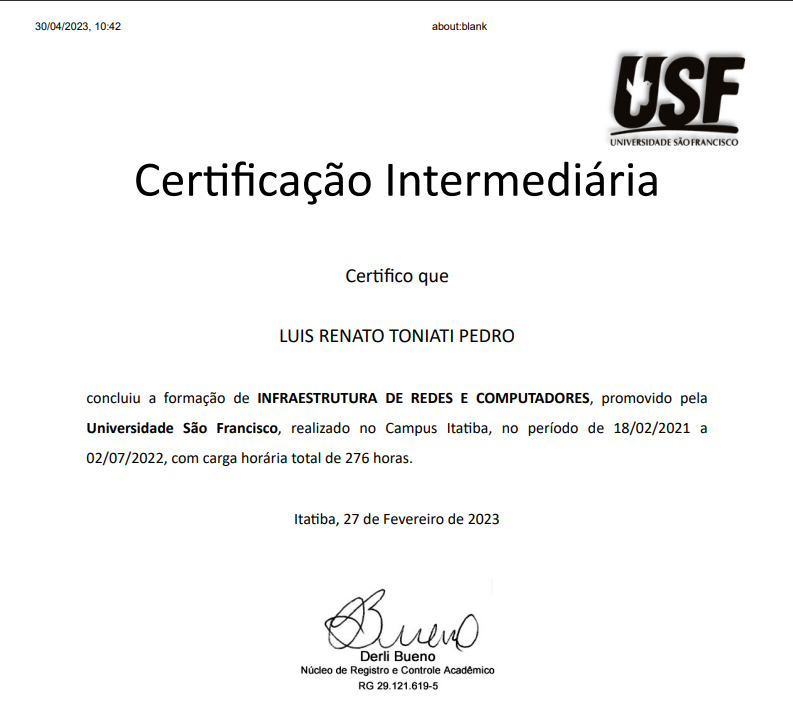 30/04/2023, 10:42
about:blank
USF
UNIVERSIDADE SÃO FRANCISCO
Certificação Intermediária
Certifico que
LUIS RENATO TONIATI PEDRO
concluiu a formação de INFRAESTRUTURA DE REDES E COMPUTADORES, promovido pela
Universidade São Francisco, realizado no Campus Itatiba, no período de 18/02/2021 a
02/07/2022, com carga horária total de 276 horas.
Itatiba, 27 de Fevereiro de 2023
Bueno
Derli Bueno
Núcleo de Registro e Controle Acadêmico
RG 29.121.619-5